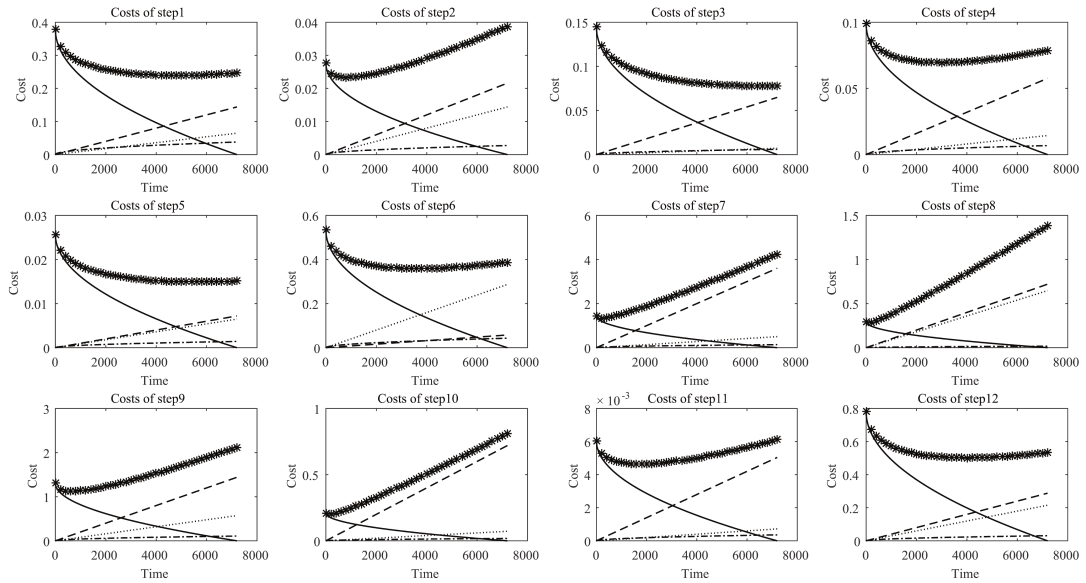 Costs of step1
Cost
0.4
0.3
0.2
0.1
0
0 2000 4000 6000 8000
Time
Costs of step2
Cost
0.04
0.03
0.02
0.01
0
0 2000 4000 6000 8000
Time
Costs of step3
Cost
0.15
0.1
0.05
0
0 2000 4000 6000 8000
Time
Costs of step4
Cost
0.1
0.05
0
0 2000 4000 6000 8000
Time
Costs of step5
Cost
0.03
0.02
0.01
0
0 2000 4000 6000 8000
Time
Costs of step6
Cost
0.6
0.4
0.2
0
0 2000 4000 6000 8000
Time
Costs of step7
Cost
6
4
2
0
0 2000 4000 6000 8000
Time
Costs of step8
Cost
1.5
1
0.5
0
0 2000 4000 6000 8000
Time
Costs of step9
Cost
3
2
1
0
0 2000 4000 6000 8000
Time
Costs of step10
Cost
1
0.5
0
0 2000 4000 6000 8000
Time
× 10⁻³ Costs of step11
Cost
8
6
4
2
0
0 2000 4000 6000 8000
Time
Costs of step12
Cost
0.8
0.6
0.4
0.2
0
0 2000 4000 6000 8000
Time